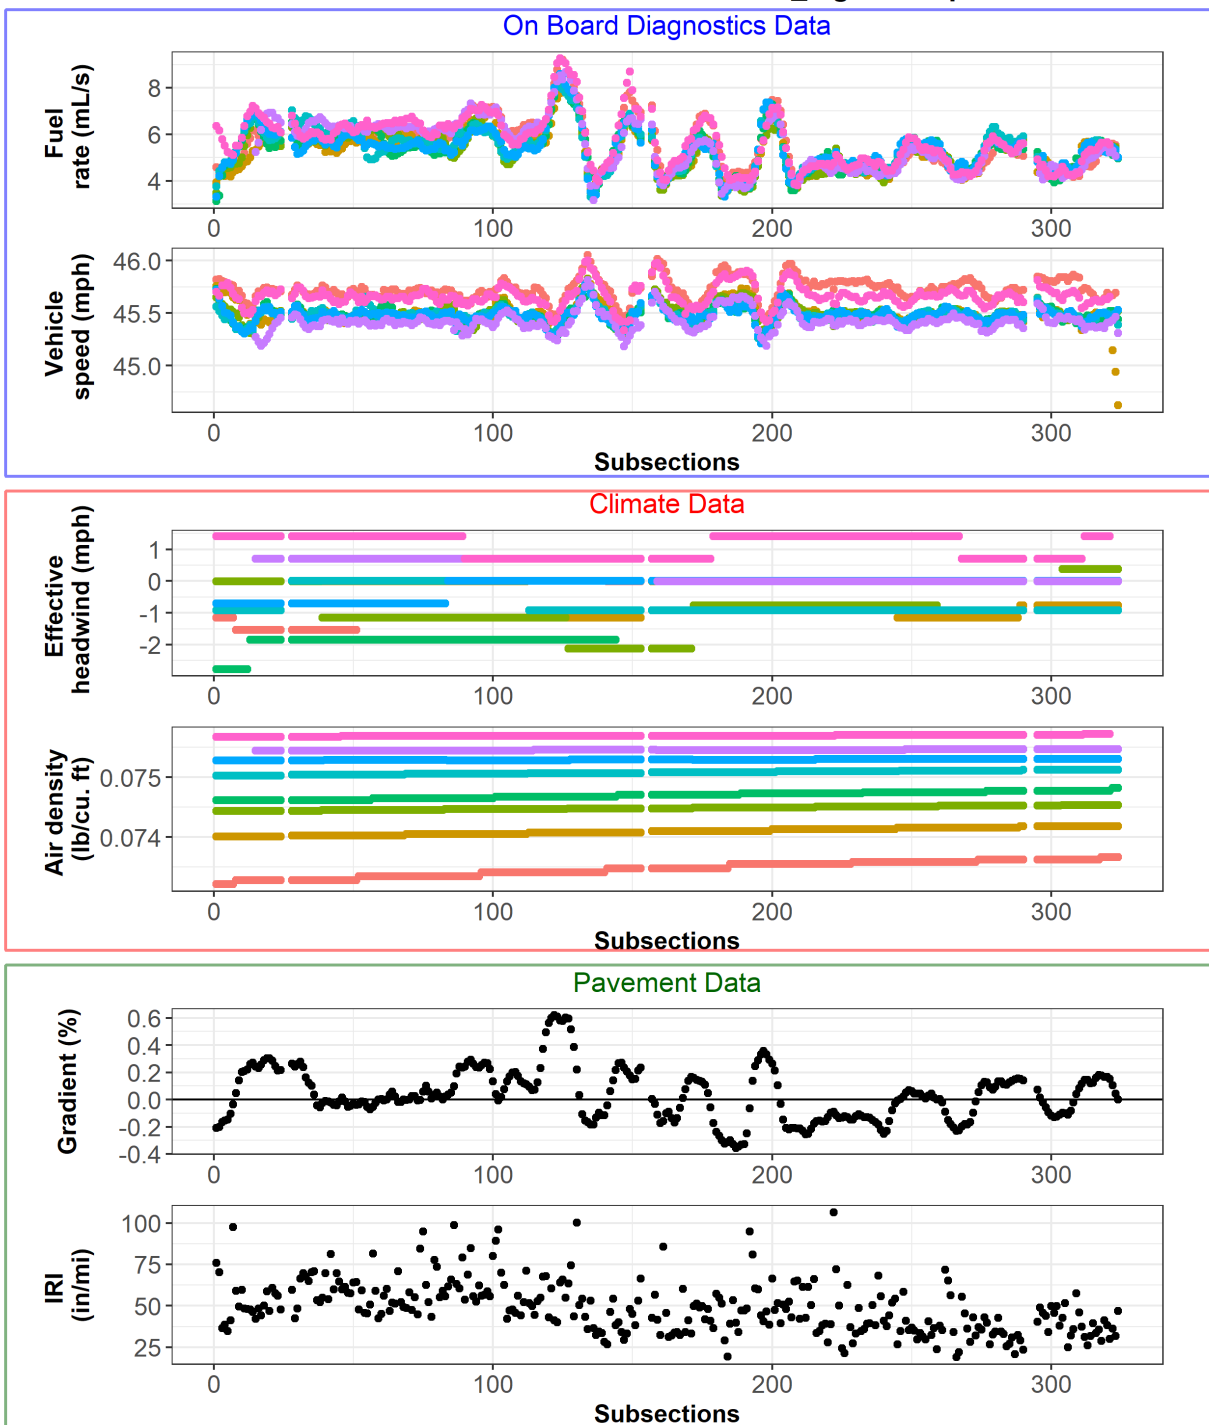 On Board Diagnostics Data
Fuel
rate (mL/s)
8
6
4
0 100 200 300
Vehicle
speed (mph)
46.0
45.5
45.0
0 100 200 300
Subsections
Climate Data
Effective
headwind (mph)
1
0
-1
-2
0 100 200 300
Air density
(lb/cu. ft)
0.075
0.074
0 100 200 300
Subsections
Pavement Data
Gradient (%)
0.6
0.4
0.2
0.0
-0.2
-0.4
0 100 200 300
IRI
(in/mi)
100
75
50
25
0 100 200 300
Subsections